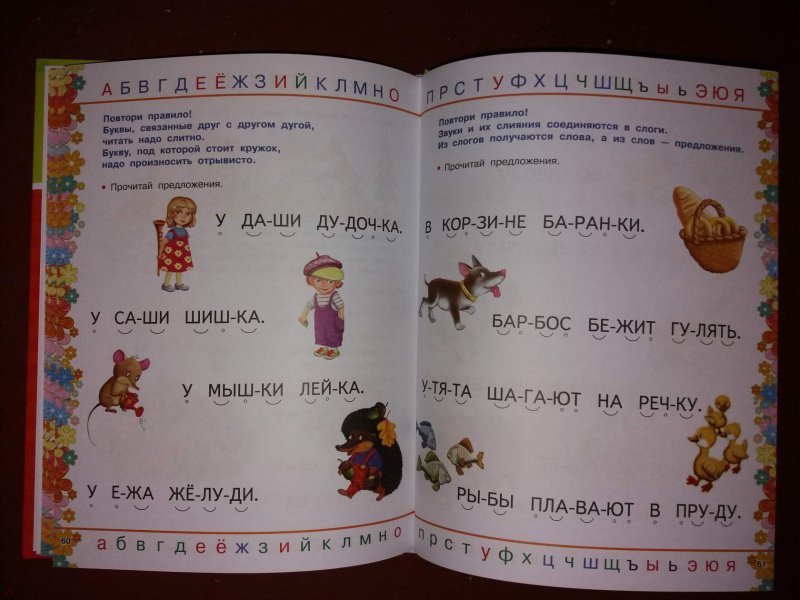 А Б В Г Д Е Ё Ж З И Й К Л М Н О
Повтори правило!
Буквы, связанные друг с другом дугой,
читать надо слитно.
Букву, под которой стоит кружок,
надо произносить отрывисто.
• Прочитай предложения.
У ДА-ШИ ДУ-ДОЧ-КА.
У СА-ШИ ШИШ-КА.
У МЫШ-КИ ЛЕЙ-КА.
У Е-ЖА ЖЁ-ЛУ-ДИ.
60
а б в г д е ё ж з и й к л м н о
П Р С Т У Ф Х Ц Ч Ш Щ Ъ Ы Ь Э Ю Я
Повтори правило!
Звуки и их слияния соединяются в слоги.
Из слогов получаются слова, а из слов — предложения.
• Прочитай предложения.
В КОР-ЗИ-НЕ БА-РАН-КИ.
БАР-БОС БЕ-ЖИТ ГУ-ЛЯТЬ.
У-ТЯ-ТА ША-ГА-ЮТ НА РЕЧ-КУ.
РЫ-БЫ ПЛА-ВА-ЮТ В ПРУ-ДУ.
п р с т у ф х ц ч ш щ ъ ы ь э ю я
61